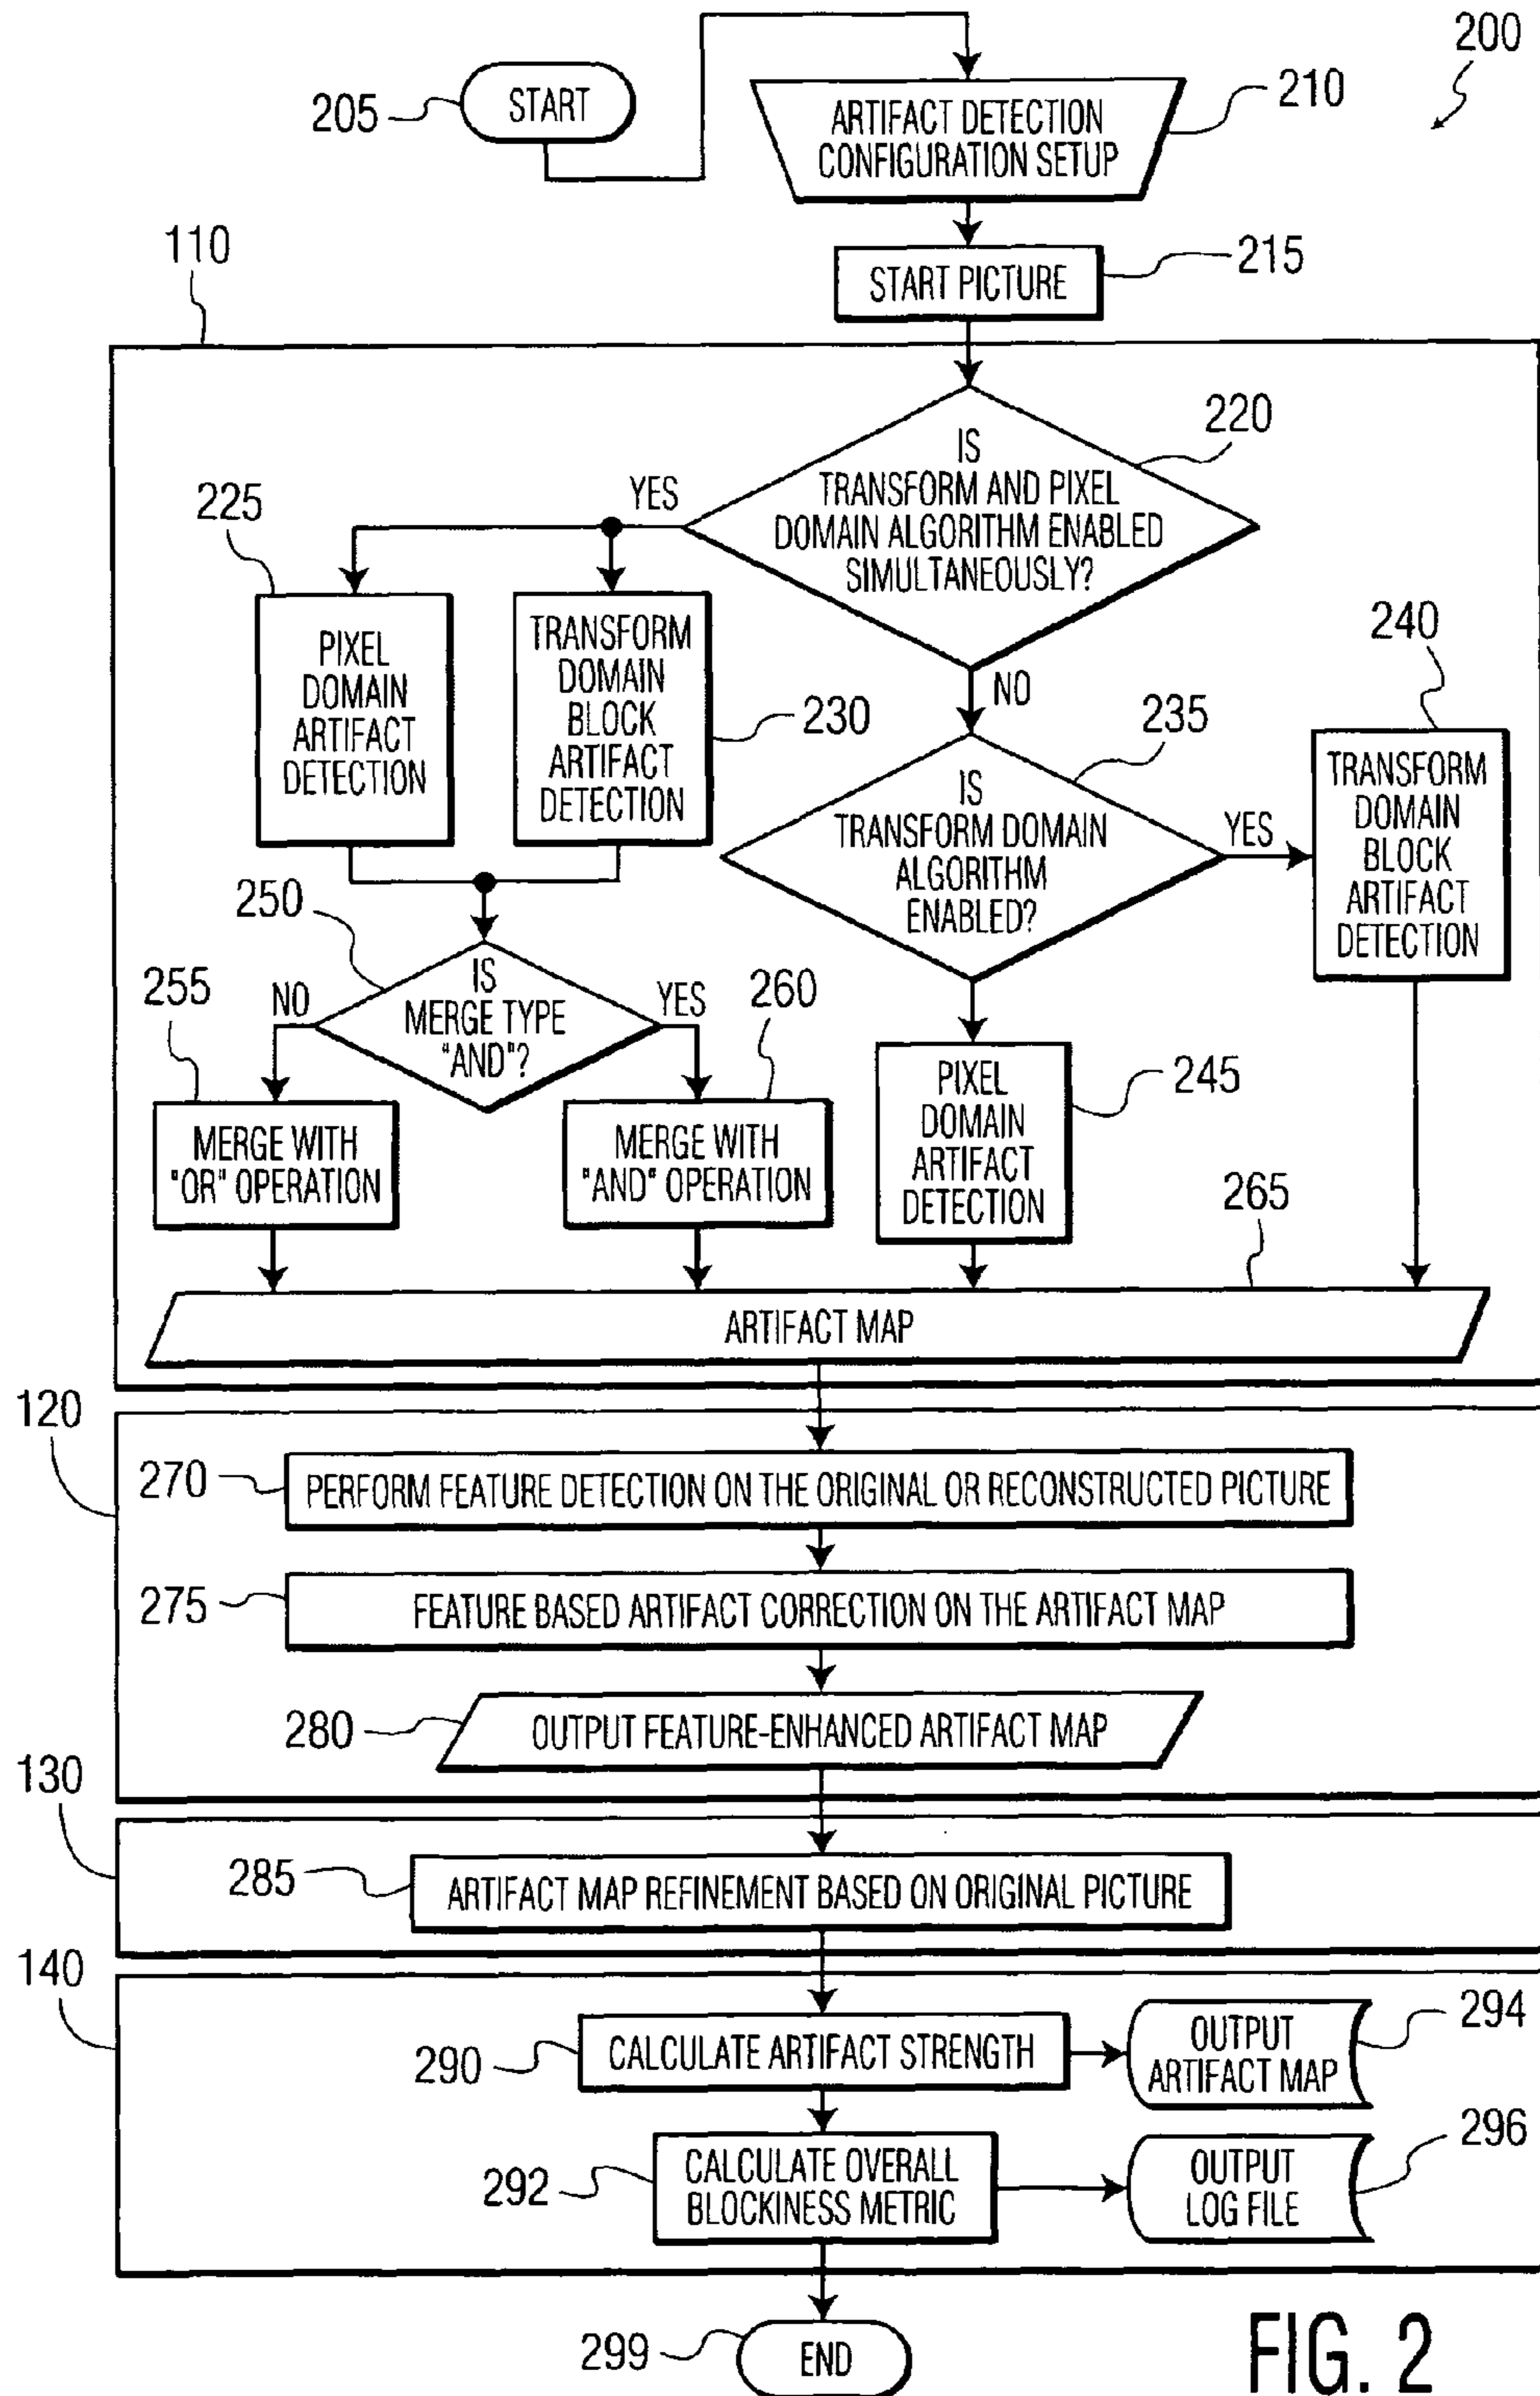 200
205
START
ARTIFACT DETECTION
CONFIGURATION SETUP
210
START PICTURE
215
110
IS
TRANSFORM AND PIXEL
DOMAIN ALGORITHM ENABLED
SIMULTANEOUSLY?
220
YES
NO
225
PIXEL
DOMAIN
ARTIFACT
DETECTION
TRANSFORM
DOMAIN
BLOCK
ARTIFACT
DETECTION
230
235
IS
TRANSFORM DOMAIN
ALGORITHM
ENABLED?
YES
240
TRANSFORM
DOMAIN
BLOCK
ARTIFACT
DETECTION
250
IS
MERGE TYPE
"AND"?
NO
YES
255
MERGE WITH
"OR" OPERATION
260
MERGE WITH
"AND" OPERATION
PIXEL
DOMAIN
ARTIFACT
DETECTION
245
265
ARTIFACT MAP
120
270
PERFORM FEATURE DETECTION ON THE ORIGINAL OR RECONSTRUCTED PICTURE
275
FEATURE BASED ARTIFACT CORRECTION ON THE ARTIFACT MAP
280
OUTPUT FEATURE-ENHANCED ARTIFACT MAP
130
285
ARTIFACT MAP REFINEMENT BASED ON ORIGINAL PICTURE
140
290
CALCULATE ARTIFACT STRENGTH
OUTPUT
ARTIFACT MAP
294
292
CALCULATE OVERALL
BLOCKINESS METRIC
OUTPUT
LOG FILE
296
299
END
FIG. 2